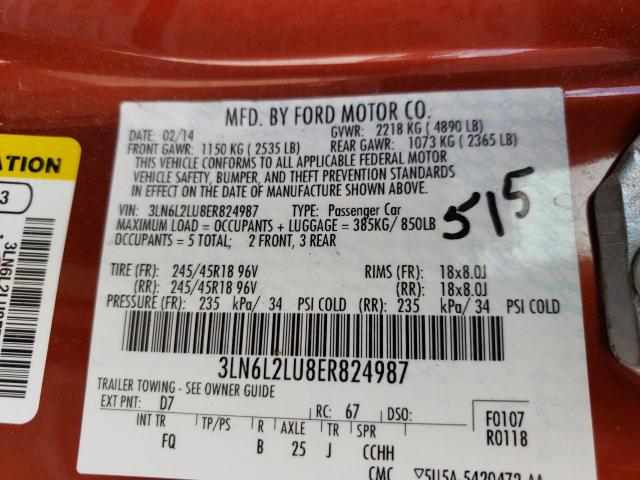 MFD. BY FORD MOTOR CO.
DATE: 02/14 GVWR: 2218 KG ( 4890 LB)
FRONT GAWR: 1150 KG ( 2535 LB) REAR GAWR: 1073 KG ( 2365 LB)
THIS VEHICLE CONFORMS TO ALL APPLICABLE FEDERAL MOTOR
VEHICLE SAFETY, BUMPER, AND THEFT PREVENTION STANDARDS
IN EFFECT ON THE DATE OF MANUFACTURE SHOWN ABOVE.
VIN: 3LN6L2LU8ER824987 TYPE: Passenger Car
515
MAXIMUM LOAD = OCCUPANTS + LUGGAGE = 385KG/ 850LB
OCCUPANTS = 5 TOTAL; 2 FRONT, 3 REAR
TIRE (FR): 245/45R18 96V RIMS (FR): 18x8.0J
(RR): 245/45R18 96V (RR): 18x8.0J
PRESSURE (FR): 235 kPa/ 34 PSI COLD (RR): 235 kPa/ 34 PSI COLD
3LN6L2LU8ER824987
TRAILER TOWING - SEE OWNER GUIDE
EXT PNT: D7 RC: 67 DSO: F0107
INT TR TP/PS R AXLE TR SPR R0118
FQ B 25 J CCHH
CMC
ATION
3